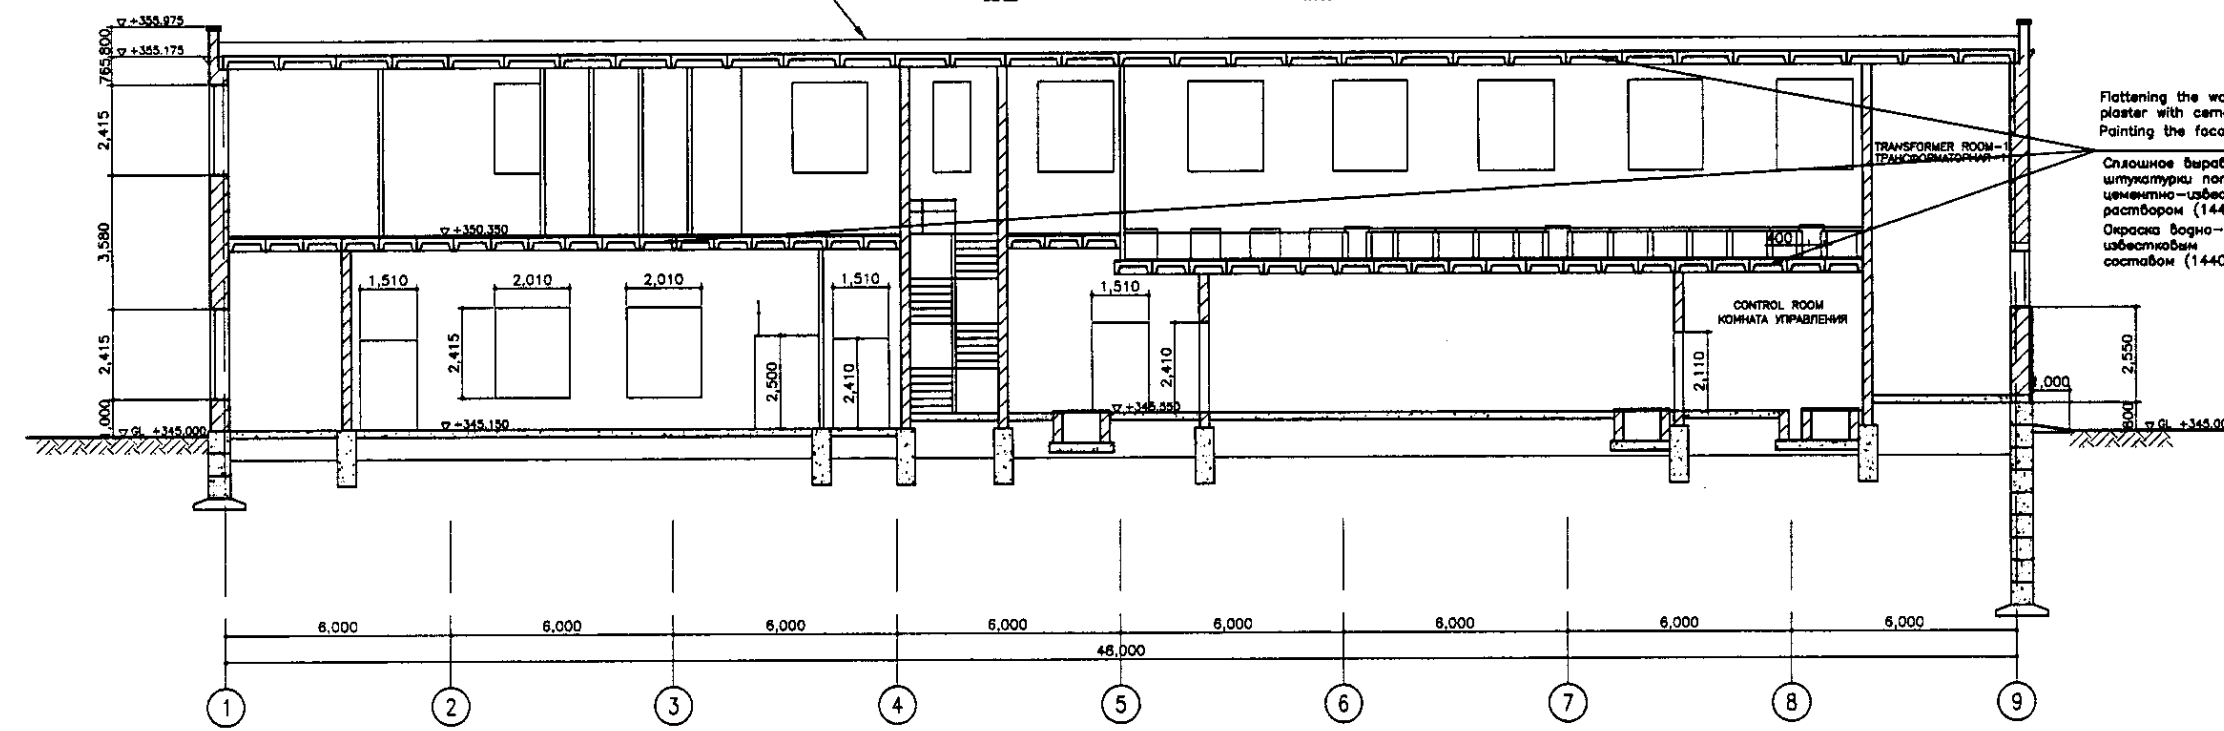 +355.975
+355.175
800
765
2,415
3,580
2,415
,000
GL +345.000
+350.350
1,510
2,010
2,010
1,510
2,415
2,500
2,410
+345.150
1,510
2,410
+345.550
2,110
400
TRANSFORMER ROOM-1
ТРАНСФОРМАТОРНАЯ-1
CONTROL ROOM
КОМНАТА УПРАВЛЕНИЯ
Flattening the wa
plaster with cem
Painting the faca
Сплошное выраб
штукатурки пот
цементно-извес
раствором (144
Окраска водно-
известковым
составом (1440
2,550
,000
800
GL +345.00
6,000
6,000
6,000
6,000
6,000
6,000
6,000
6,000
48,000
1
2
3
4
5
6
7
8
9